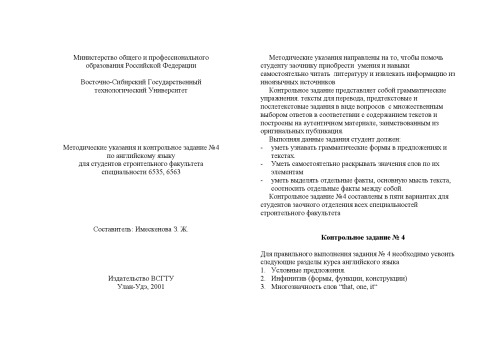 Министерство общего и профессионального
образования Российской Федерации
Восточно-Сибирский Государственный
технологический Университет
Методические указания и контрольное задание №4
по английскому языку
для студентов строительного факультета
специальности 6535, 6563
Составитель: Имескенова З. Ж.
Издательство ВСГТУ
Улан-Удэ, 2001
Методические указания направлены на то, чтобы помочь
студенту заочнику приобрести умения и навыки
самостоятельно читать литературу и извлекать информацию из
иноязычных источников
Контрольное задание представляет собой грамматические
упражнения. тексты для перевода, предтекстовые и
послетекстовые задания в виде вопросов с множественным
выбором ответов в соответствие с содержанием текстов и
построены на аутентичном материале, заимствованным из
оригинальных публикация.
Выполняя данные задания студент должен:
- уметь узнавать грамматические формы в предложениях и
текстах.
- Уметь самостоятельно раскрывать значения слов по их
элементам
- уметь выделять отдельные факты, основную мысль текста,
соотносить отдельные факты между собой.
Контрольное задание №4 составлены в пяти вариантах для
студентов заочного отделения всех специальностей
строительного факультета
Контрольное задание № 4
Для правильного выполнения задания № 4 необходимо усвоить
следующие разделы курса английского языка
1. Условные предложения.
2. Инфинитив (формы, функции, конструкции)
3. Многозначность слов "that, one, it"